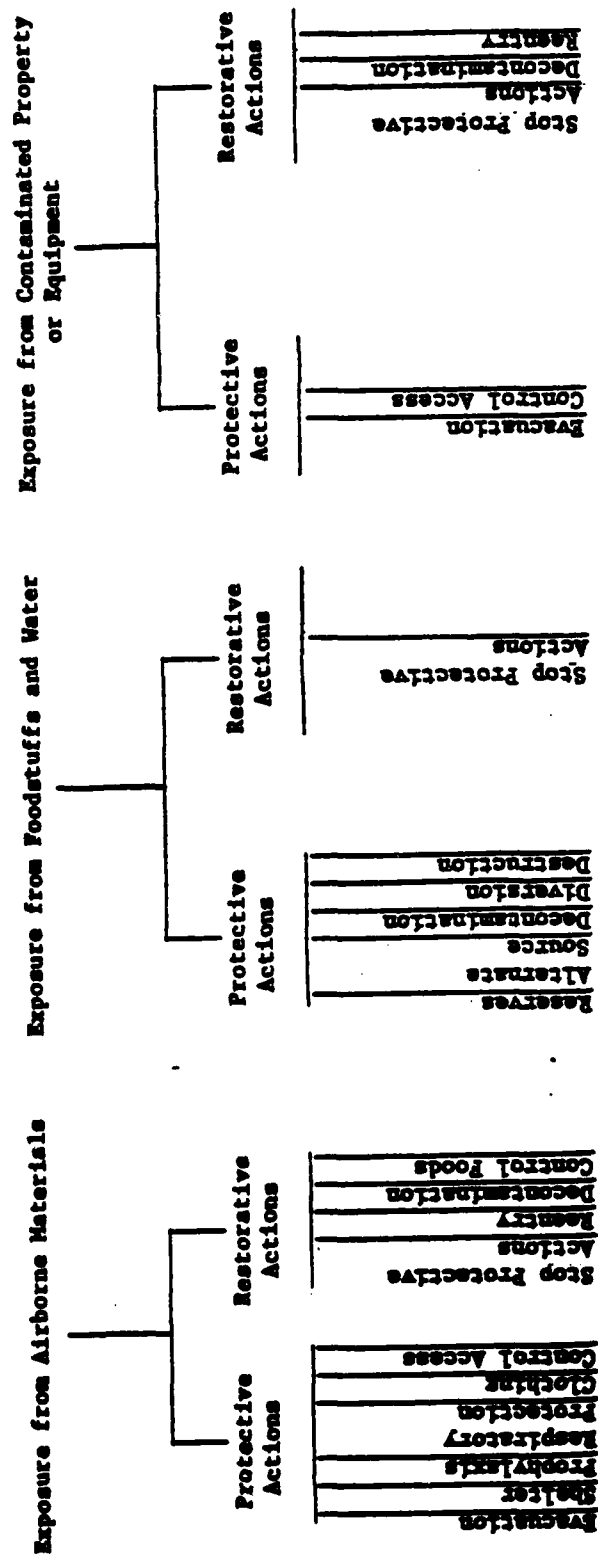 Exposure from Airborne Materials
Protective
Actions
Evacuation
Shelter
Prophylaxis
Respiratory
Protection
Clothing
Control Access
Restorative
Actions
Stop Protective
Actions
Reentry
Decontamination
Control Foods
Exposure from Foodstuffs and Water
Protective
Actions
Reserves
Alternate
Source
Decontamination
Diversion
Destruction
Restorative
Actions
Stop Protective
Actions
Exposure from Contaminated Property
or Equipment
Protective
Actions
Evacuation
Control Access
Restorative
Actions
Stop Protective
Actions
Decontamination
Reentry